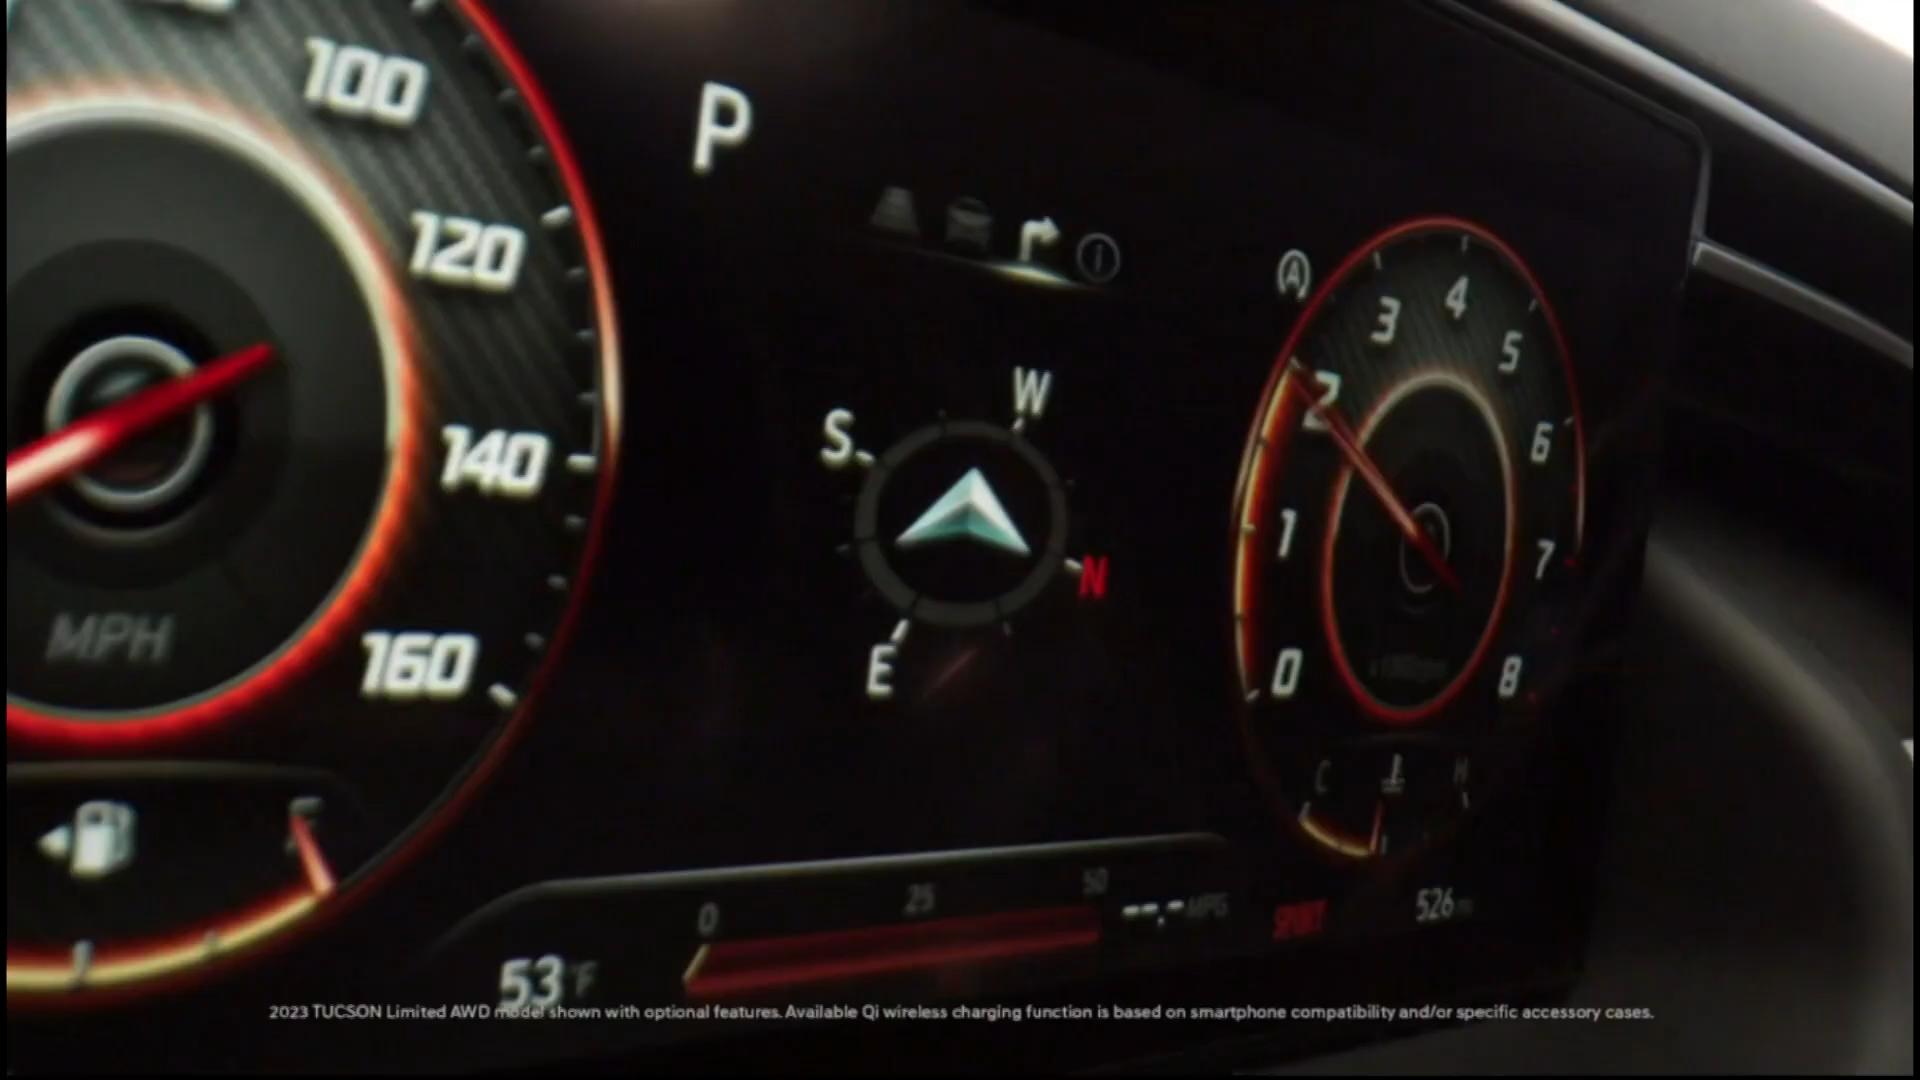 100
P
120
A
i
4
3
5
W
2
S
6
140
1
7
N
MPH
160
E
0
8
C
H
0
25
50
--.- MPG
SPORT
526 mi
53°F
2023 TUCSON Limited AWD model shown with optional features. Available Qi wireless charging function is based on smartphone compatibility and/or specific accessory cases.